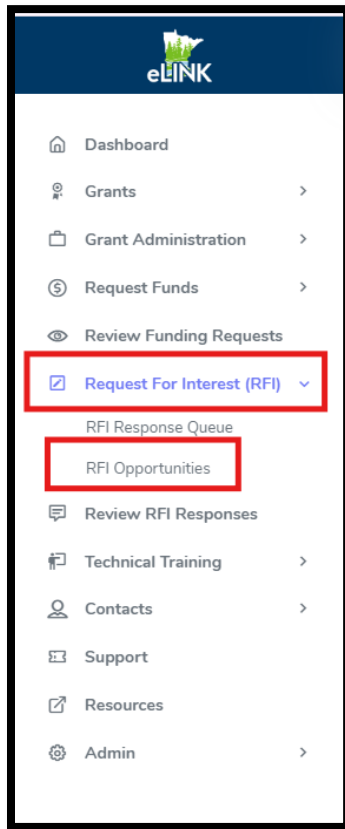 eLINK
Dashboard
Grants
Grant Administration
Request Funds
Review Funding Requests
Request For Interest (RFI)
RFI Response Queue
RFI Opportunities
Review RFI Responses
Technical Training
Contacts
Support
Resources
Admin